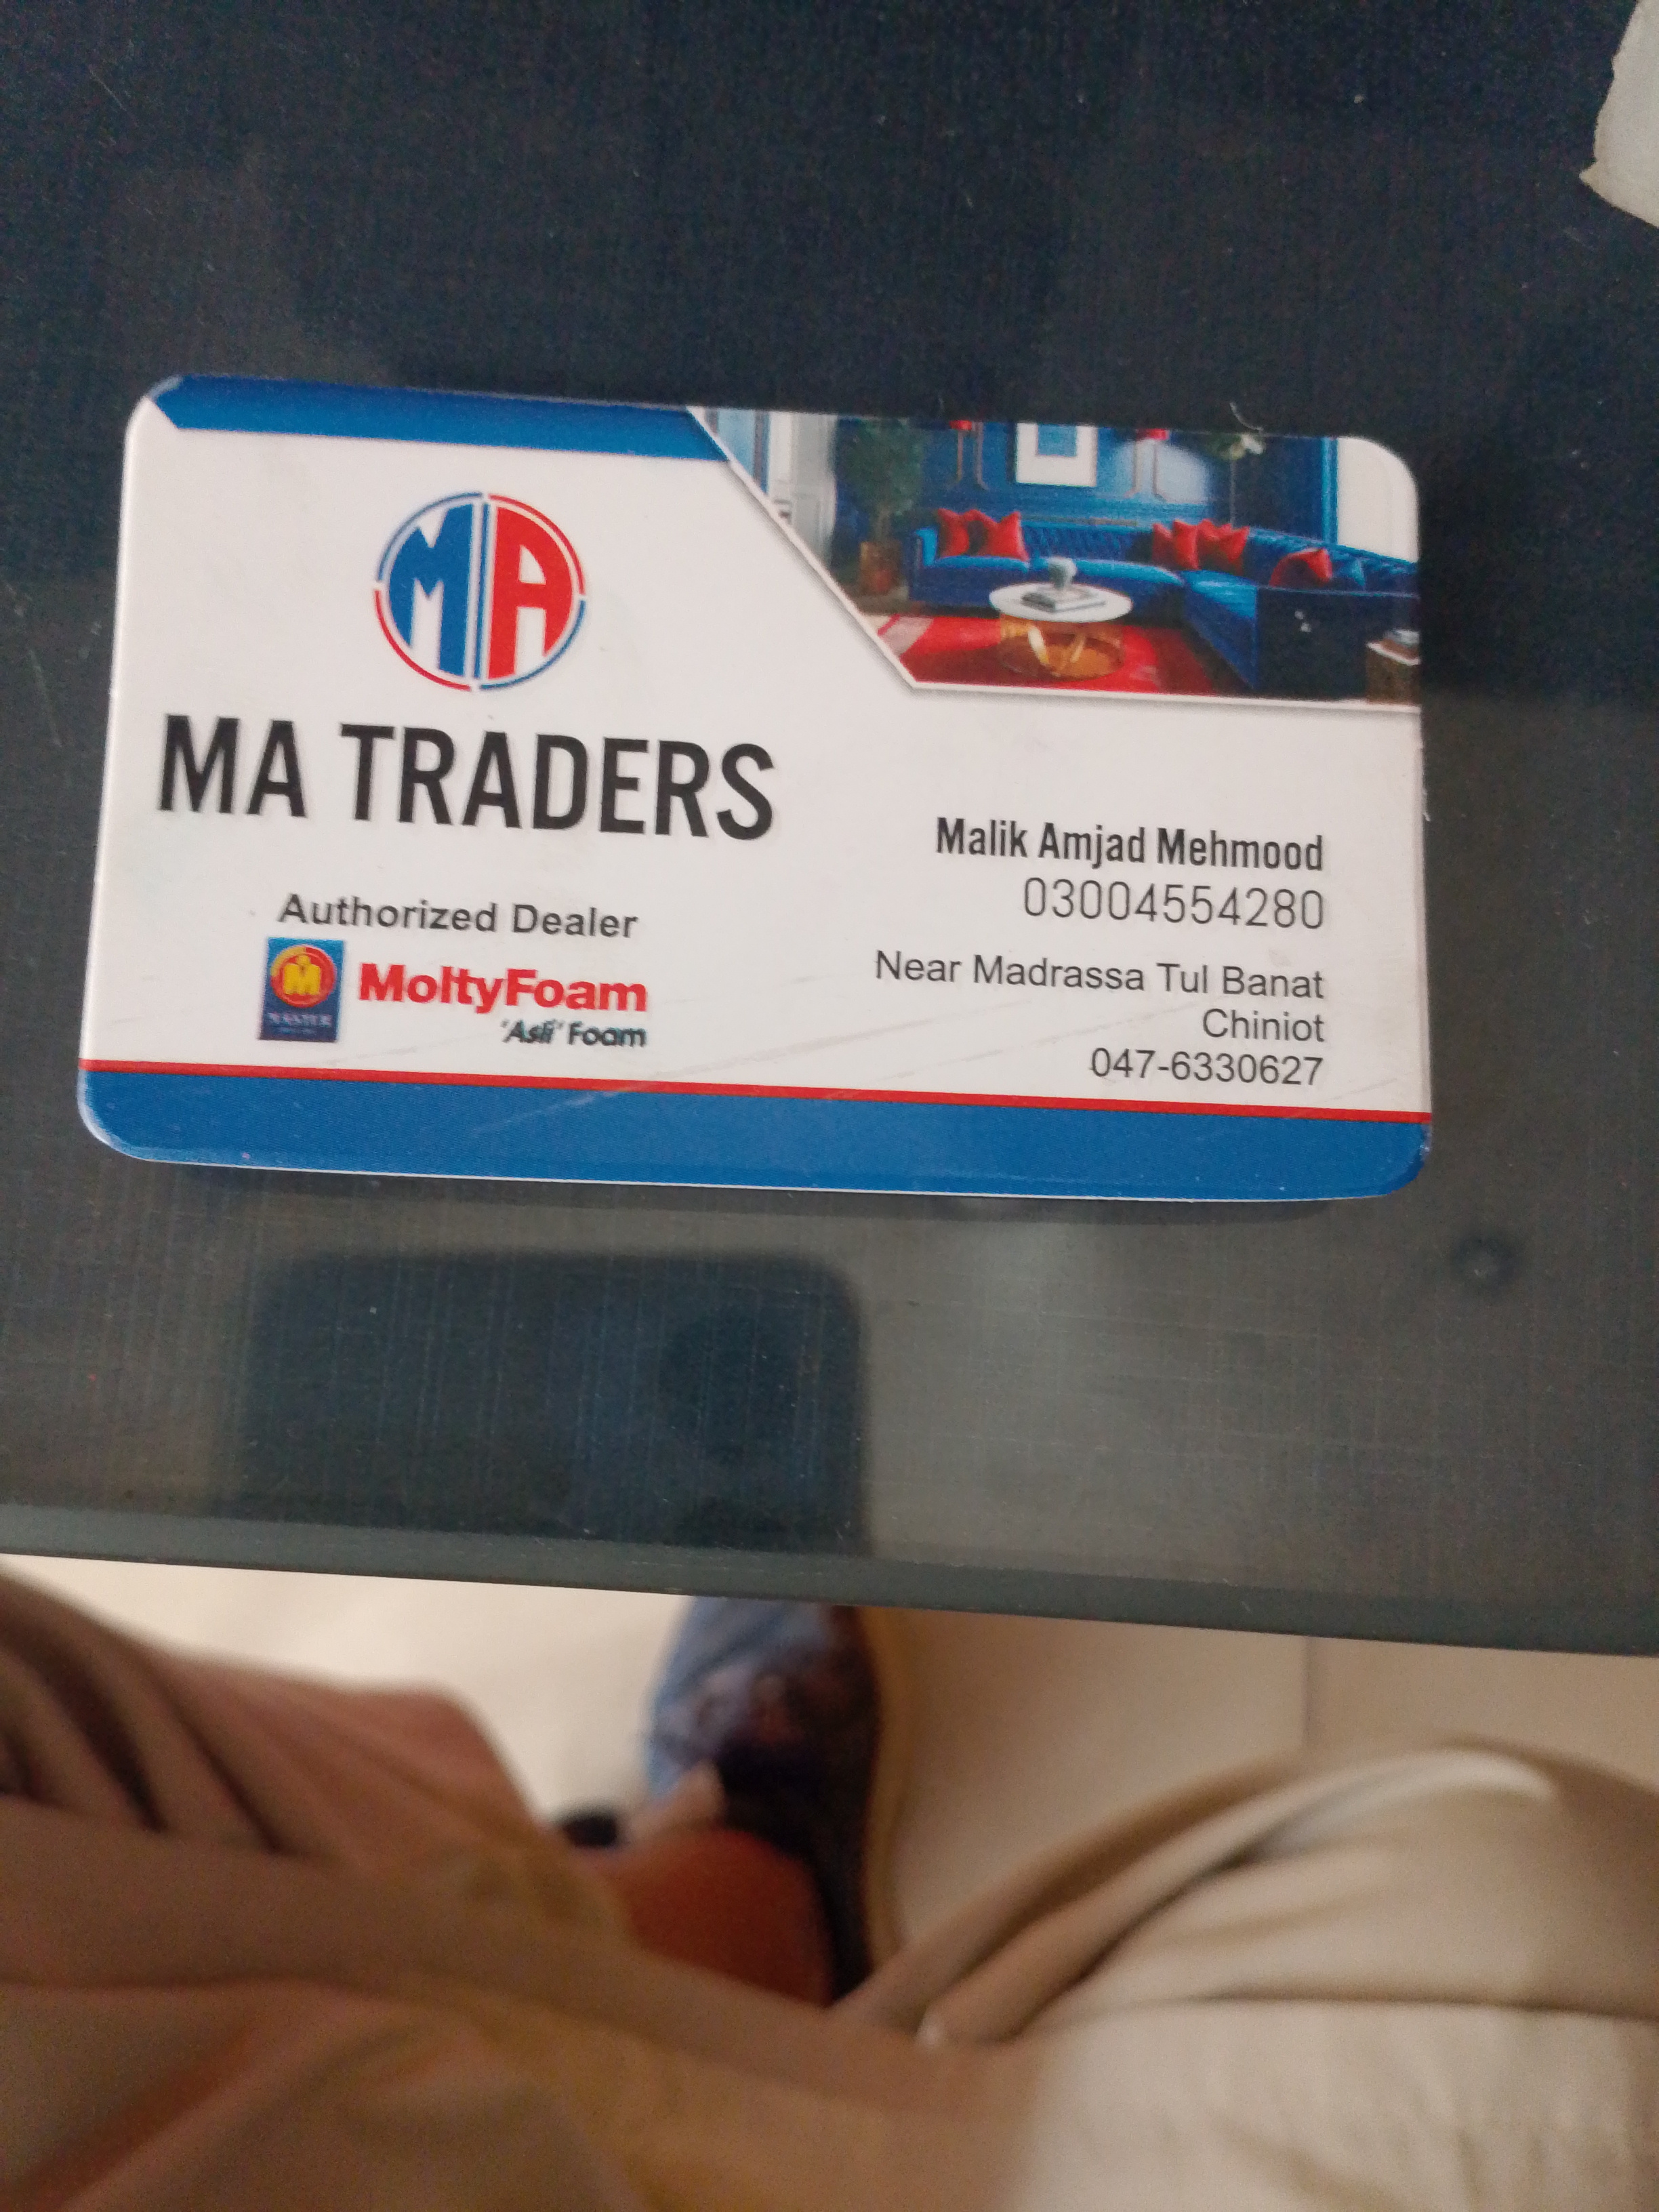 MA
MA TRADERS
Authorized Dealer
MASTER
MoltyFoam
'Asli' Foam
Malik Amjad Mehmood
03004554280
Near Madrassa Tul Banat
Chiniot
047-6330627